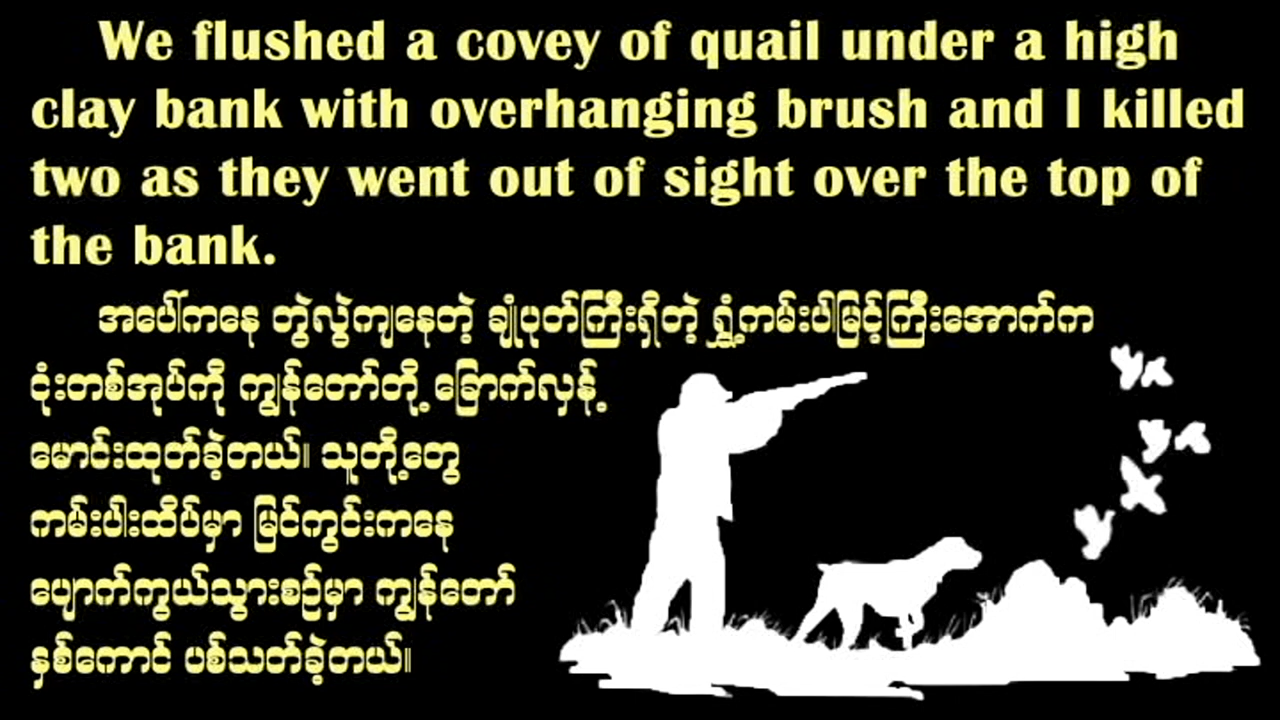 We flushed a covey of quail under a high
clay bank with overhanging brush and I killed
two as they went out of sight over the top of
the bank.
အပေါ်ကနေ တွဲလွဲကျနေတဲ့ ချုံပုတ်ကြီးရှိတဲ့ ရွှံ့ကမ်းပါမြင့်ကြီးအောက်က
ငုံးတစ်အုပ်ကို ကျွန်တော်တို့ ခြောက်လှန့်
မောင်းထုတ်ခဲ့တယ်။ သူတို့တွေ
ကမ်းပါးထိပ်မှာ မြင်ကွင်းကနေ
ပျောက်ကွယ်သွားစဉ်မှာ ကျွန်တော်
နှစ်ကောင် ပစ်သတ်ခဲ့တယ်။